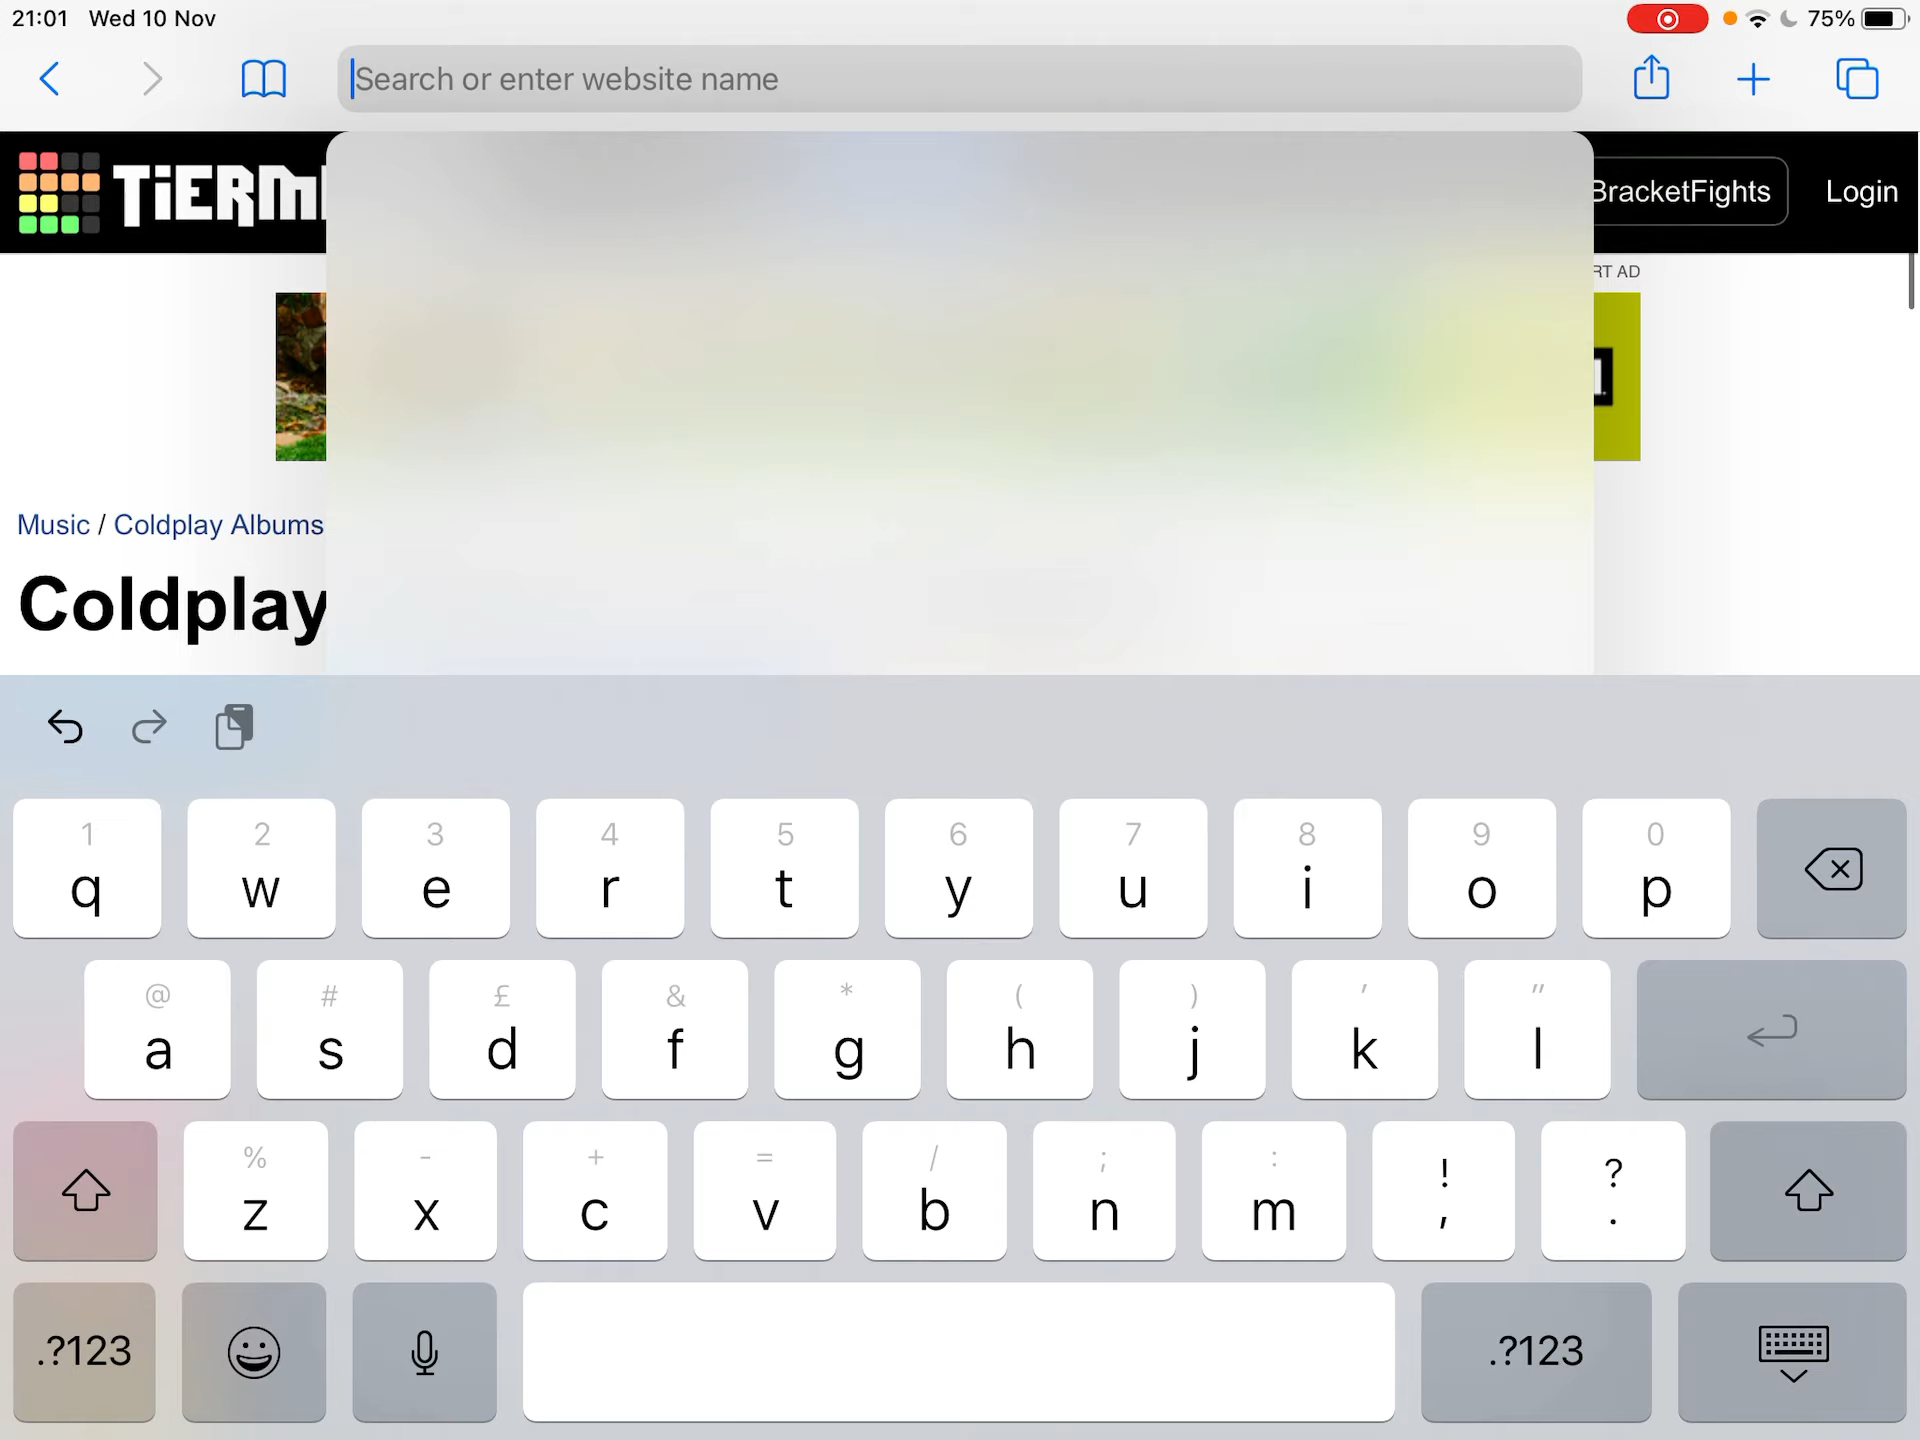 21:01 Wed 10 Nov
75%
Search or enter website name
BracketFights
Login
RT AD
Music / Coldplay Albums
Coldplay
1 2 3 4 5 6 7 8 9 0
q w e r t y u i o p
@ # £ & * ( ) ' "
a s d f g h j k l
% - + = / ; : ! ?
z x c v b n m , .
.?123 .?123